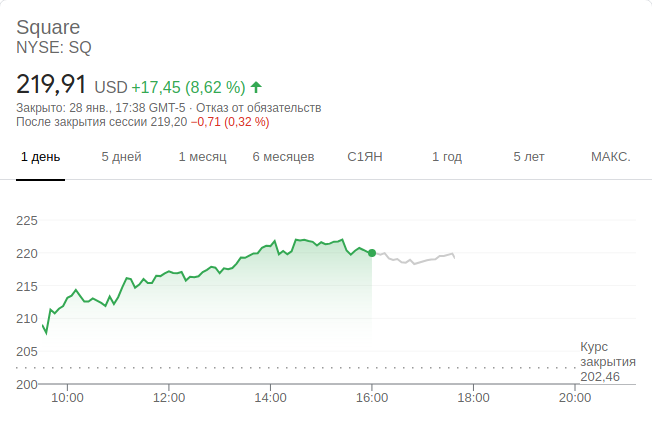 Square
NYSE: SQ
219,91 USD +17,45 (8,62 %)
Закрыто: 28 янв., 17:38 GMT-5 · Отказ от обязательств
После закрытия сессии 219,20 −0,71 (0,32 %)
1 день 5 дней 1 месяц 6 месяцев С1ЯН 1 год 5 лет МАКС.
225
220
215
210
205
200
Курс
закрытия
202,46
10:00 12:00 14:00 16:00 18:00 20:00